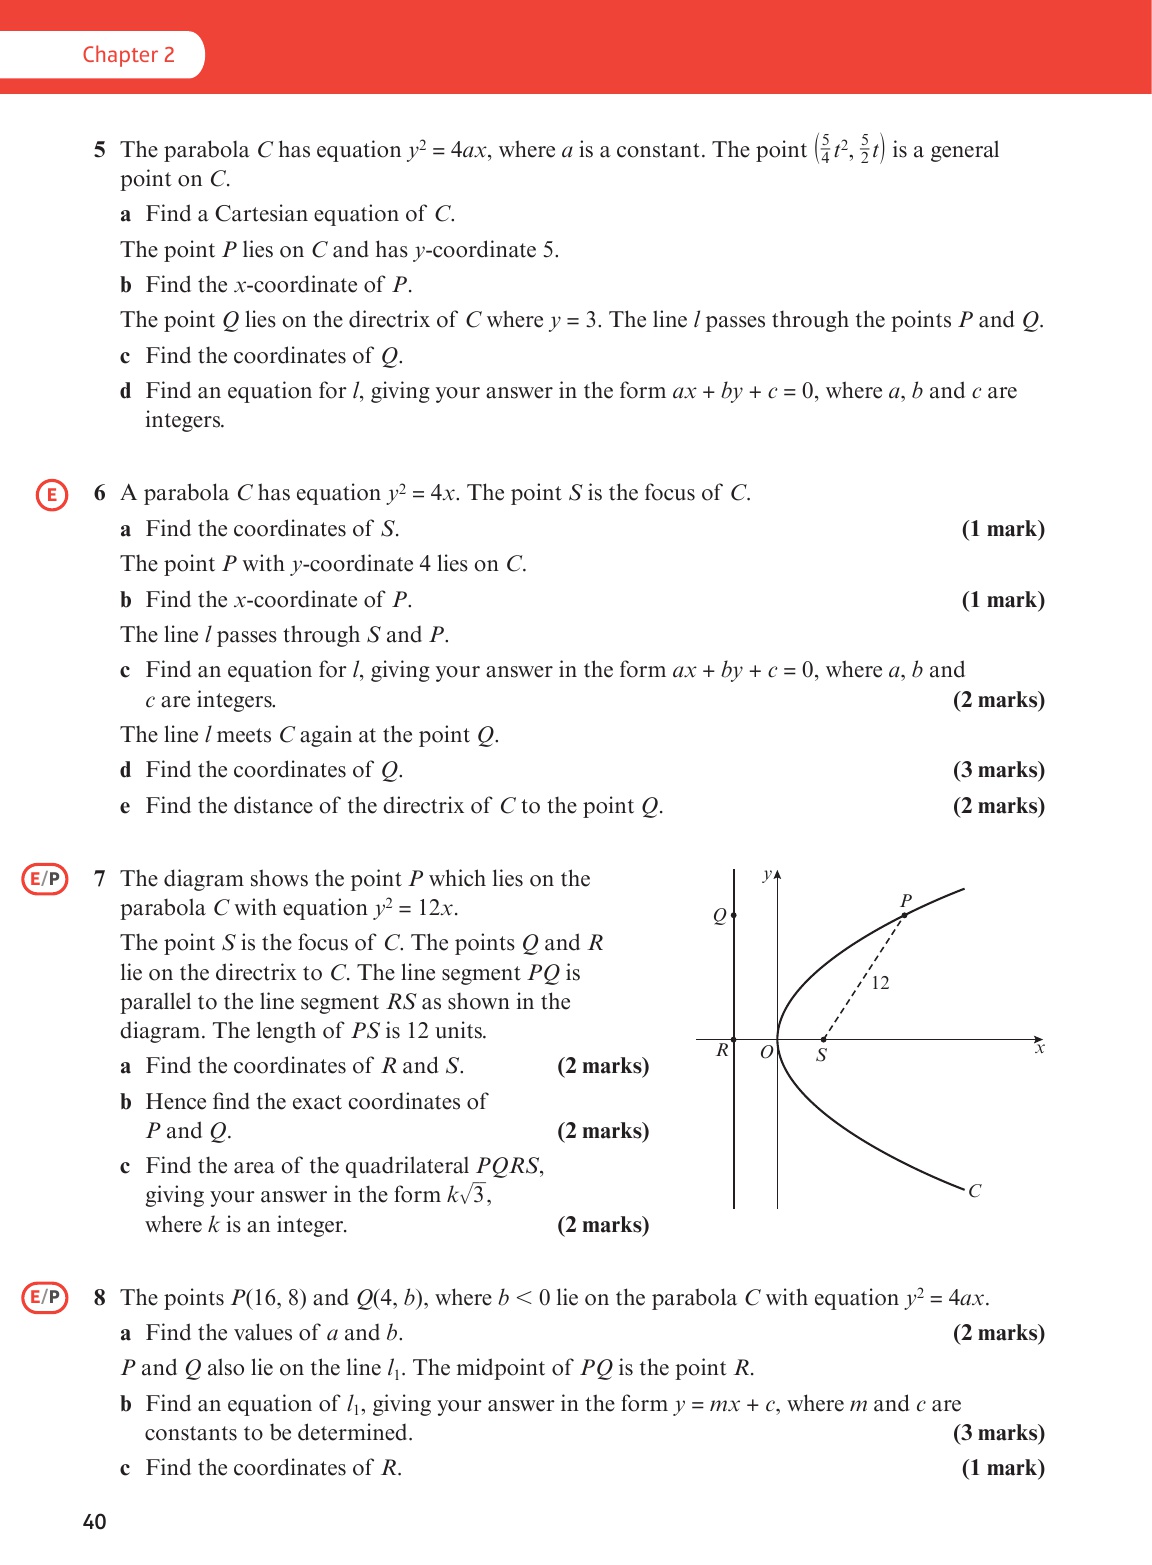 Chapter 2
5 The parabola C has equation y² = 4ax, where a is a constant. The point (5/4 t², 5/2 t) is a general
point on C.
a Find a Cartesian equation of C.
The point P lies on C and has y-coordinate 5.
b Find the x-coordinate of P.
The point Q lies on the directrix of C where y = 3. The line l passes through the points P and Q.
c Find the coordinates of Q.
d Find an equation for l, giving your answer in the form ax + by + c = 0, where a, b and c are
integers.
E 6 A parabola C has equation y² = 4x. The point S is the focus of C.
a Find the coordinates of S. (1 mark)
The point P with y-coordinate 4 lies on C.
b Find the x-coordinate of P. (1 mark)
The line l passes through S and P.
c Find an equation for l, giving your answer in the form ax + by + c = 0, where a, b and
c are integers. (2 marks)
The line l meets C again at the point Q.
d Find the coordinates of Q. (3 marks)
e Find the distance of the directrix of C to the point Q. (2 marks)
E/P 7 The diagram shows the point P which lies on the
parabola C with equation y² = 12x.
The point S is the focus of C. The points Q and R
lie on the directrix to C. The line segment PQ is
parallel to the line segment RS as shown in the
diagram. The length of PS is 12 units.
a Find the coordinates of R and S. (2 marks)
b Hence find the exact coordinates of
P and Q. (2 marks)
c Find the area of the quadrilateral PQRS,
giving your answer in the form k√3,
where k is an integer. (2 marks)
y
P
Q
12
R
O
S
x
C
E/P 8 The points P(16, 8) and Q(4, b), where b < 0 lie on the parabola C with equation y² = 4ax.
a Find the values of a and b. (2 marks)
P and Q also lie on the line l₁. The midpoint of PQ is the point R.
b Find an equation of l₁, giving your answer in the form y = mx + c, where m and c are
constants to be determined. (3 marks)
c Find the coordinates of R. (1 mark)
40